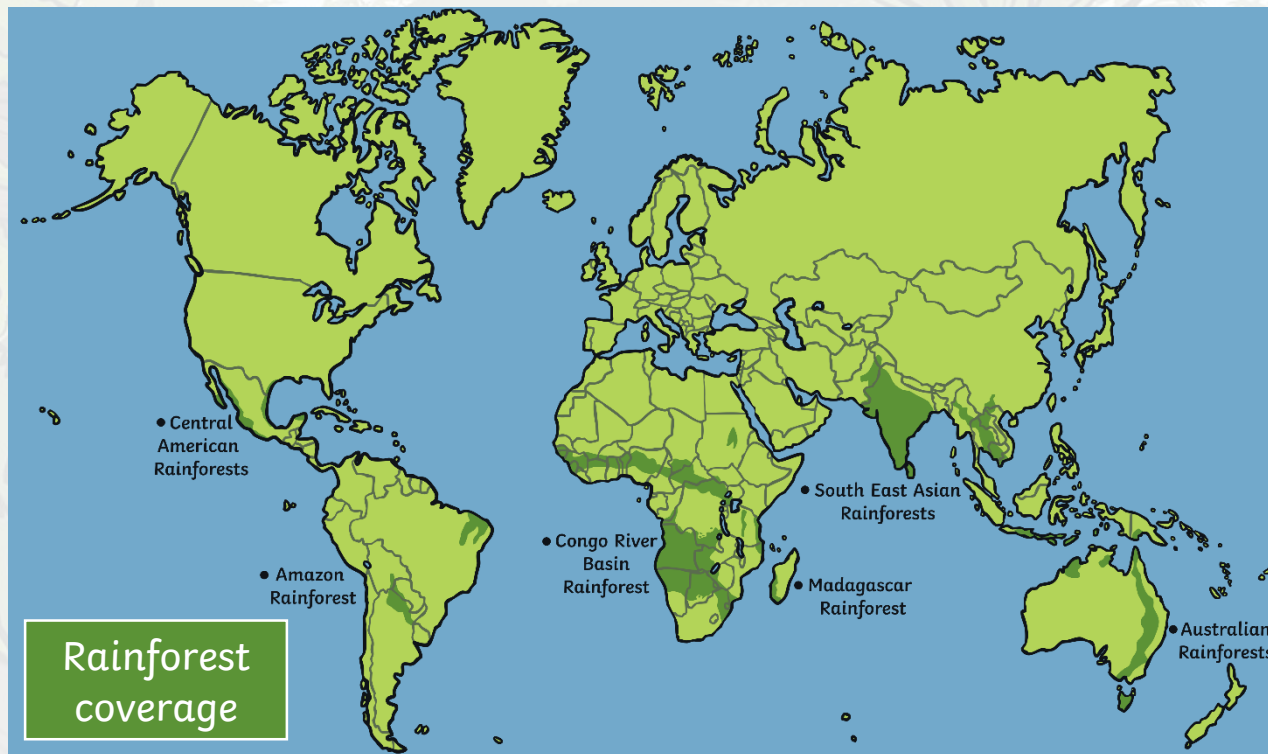 • Central
American
Rainforests
• South East Asian
Rainforests
• Congo River
Basin
Rainforest
• Amazon
Rainforest
• Madagascar
Rainforest
• Australian
Rainforests
Rainforest
coverage